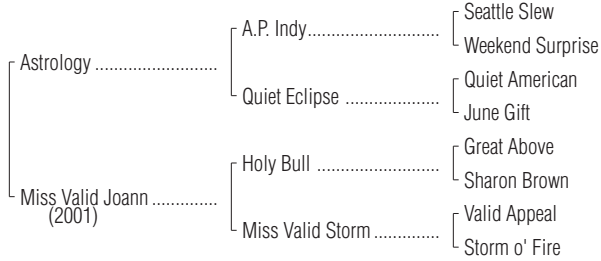 Seattle Slew
A.P. Indy..............................
Weekend Surprise
Astrology ..........................
Quiet American
Quiet Eclipse ....................
June Gift
Great Above
Holy Bull ..........................
Sharon Brown
Miss Valid Joann ..............
(2001)
Valid Appeal
Miss Valid Storm ..............
Storm o' Fire